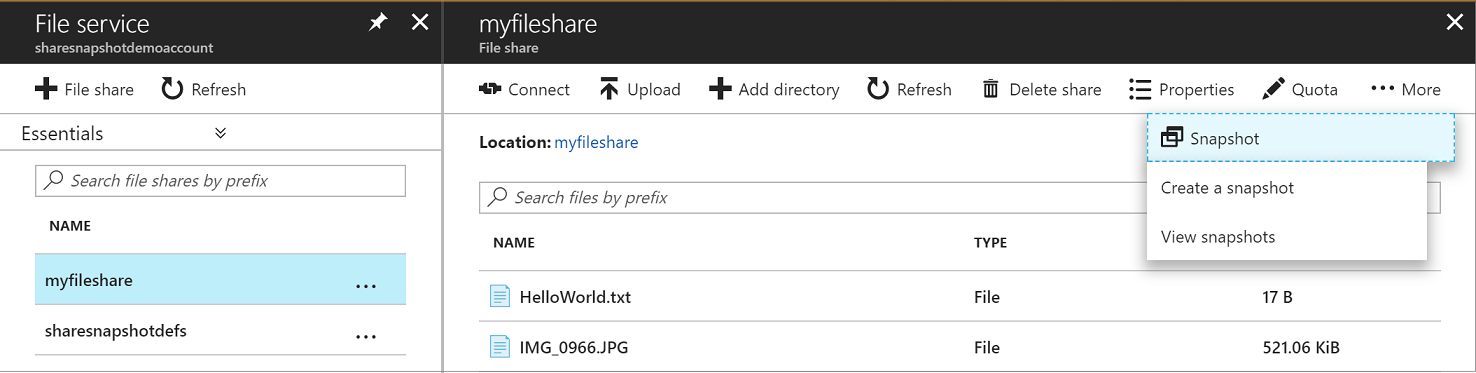 File service
sharesnapshotdemoaccount
File share
Refresh
Essentials
Search file shares by prefix
NAME
myfileshare ...
sharesnapshotdefs ...
myfileshare
File share
Connect Upload Add directory Refresh Delete share Properties Quota ... More
Location: myfileshare
Snapshot
Create a snapshot
View snapshots
Search files by prefix
NAME TYPE
HelloWorld.txt File 17 B
IMG_0966.JPG File 521.06 KiB